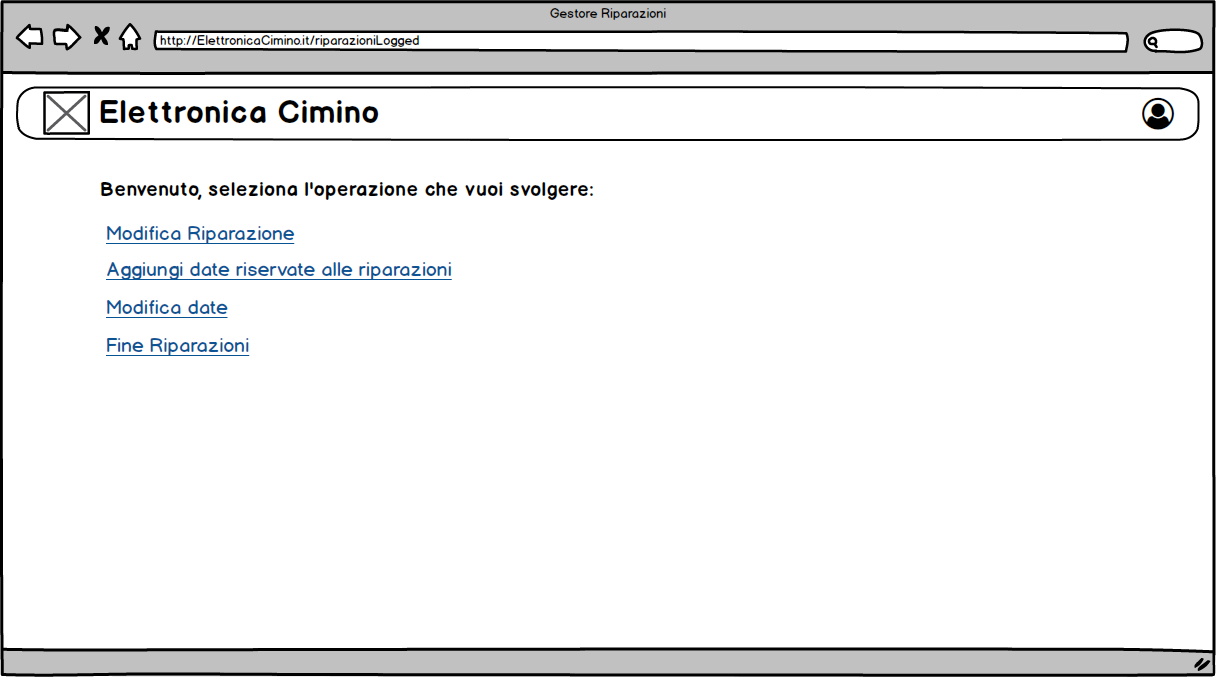 Gestore Riparazioni
http://ElettronicaCimino.it/riparazioniLogged
Elettronica Cimino
Benvenuto, seleziona l'operazione che vuoi svolgere:
Modifica Riparazione
Aggiungi date riservate alle riparazioni
Modifica date
Fine Riparazioni